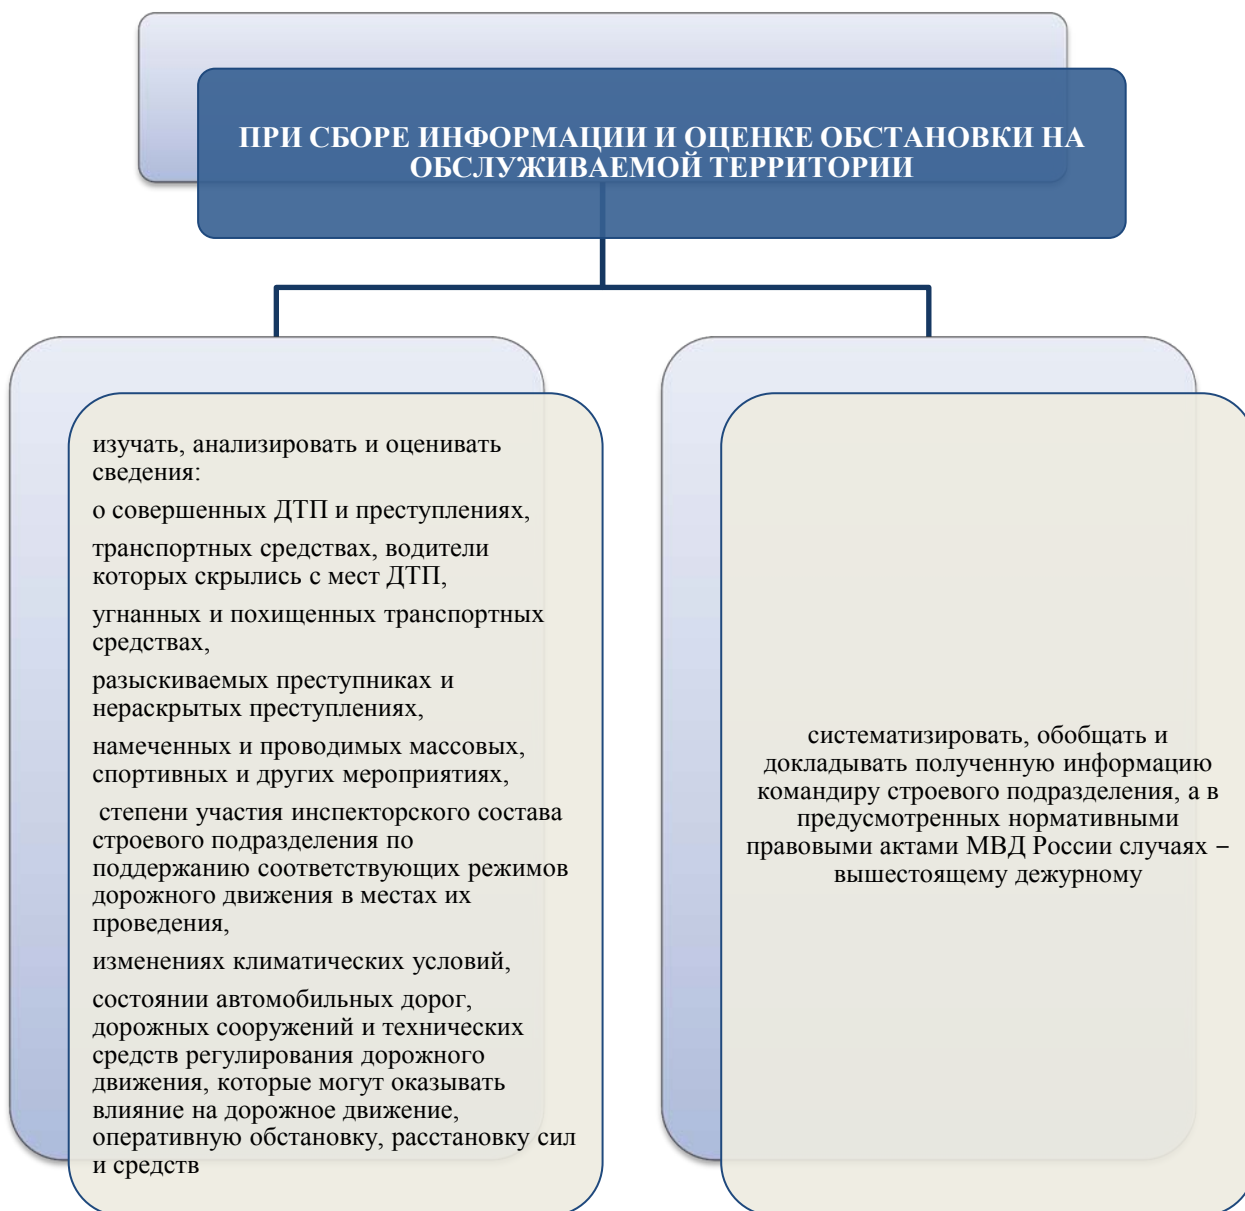 ПРИ СБОРЕ ИНФОРМАЦИИ И ОЦЕНКЕ ОБСТАНОВКИ НА
ОБСЛУЖИВАЕМОЙ ТЕРРИТОРИИ
изучать, анализировать и оценивать
сведения:
о совершенных ДТП и преступлениях,
транспортных средствах, водители
которых скрылись с мест ДТП,
угнанных и похищенных транспортных
средствах,
разыскиваемых преступниках и
нераскрытых преступлениях,
намеченных и проводимых массовых,
спортивных и других мероприятиях,
степени участия инспекторского состава
строевого подразделения по
поддержанию соответствующих режимов
дорожного движения в местах их
проведения,
изменениях климатических условий,
состоянии автомобильных дорог,
дорожных сооружений и технических
средств регулирования дорожного
движения, которые могут оказывать
влияние на дорожное движение,
оперативную обстановку, расстановку сил
и средств
систематизировать, обобщать и
докладывать полученную информацию
командиру строевого подразделения, а в
предусмотренных нормативными
правовыми актами МВД России случаях –
вышестоящему дежурному